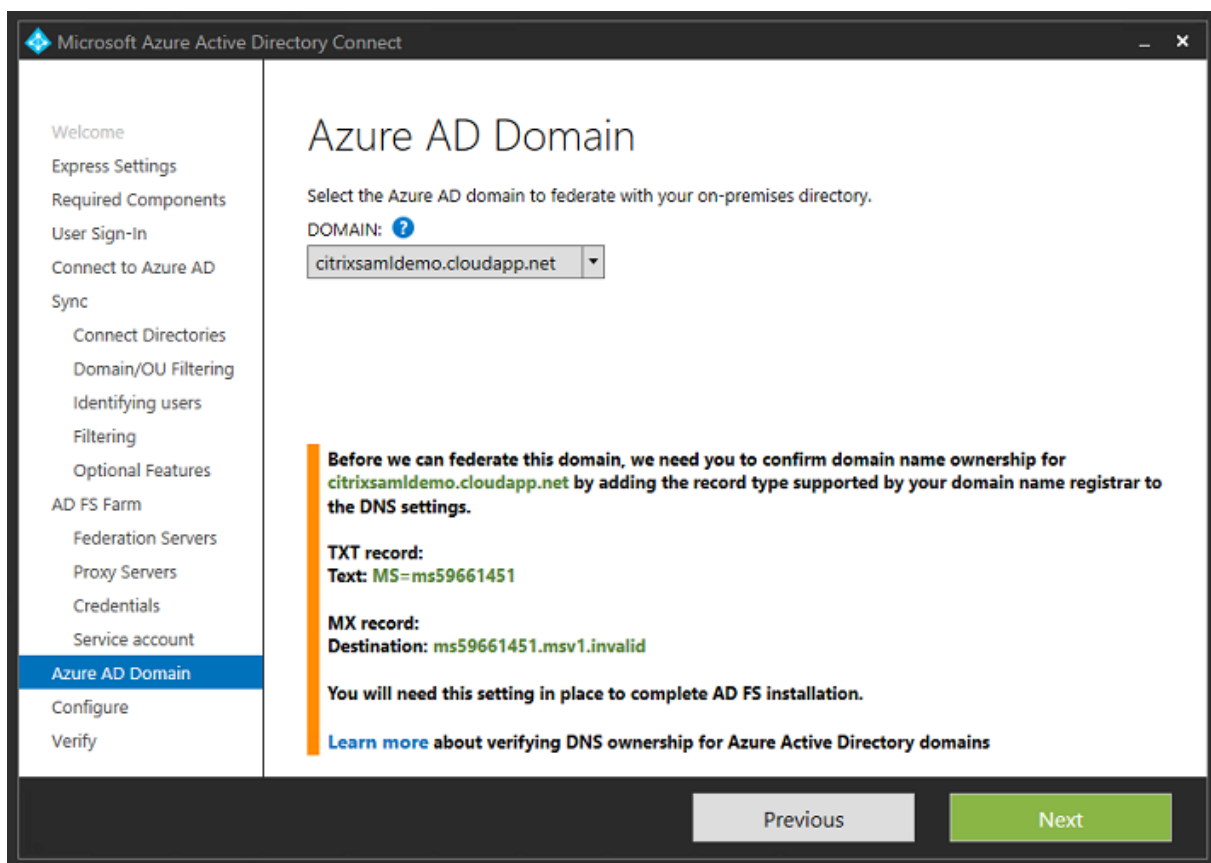 Microsoft Azure Active Directory Connect
Welcome
Express Settings
Required Components
User Sign-In
Connect to Azure AD
Sync
Connect Directories
Domain/OU Filtering
Identifying users
Filtering
Optional Features
AD FS Farm
Federation Servers
Proxy Servers
Credentials
Service account
Azure AD Domain
Configure
Verify
Azure AD Domain
Select the Azure AD domain to federate with your on-premises directory.
DOMAIN: ?
citrixsamldemo.cloudapp.net
Before we can federate this domain, we need you to confirm domain name ownership for
citrixsamldemo.cloudapp.net by adding the record type supported by your domain name registrar to
the DNS settings.
TXT record:
Text: MS=ms59661451
MX record:
Destination: ms59661451.msv1.invalid
You will need this setting in place to complete AD FS installation.
Learn more about verifying DNS ownership for Azure Active Directory domains
Previous
Next